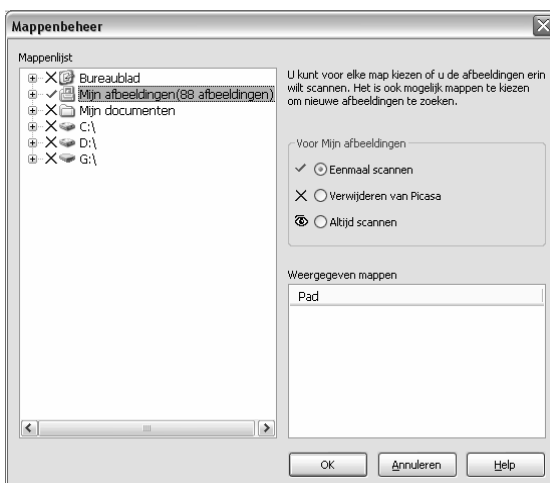 Mappenbeheer
Mappenlijst
Bureaublad
Mijn afbeeldingen(88 afbeeldingen)
Mijn documenten
C:\
D:\
G:\
U kunt voor elke map kiezen of u de afbeeldingen erin
wilt scannen. Het is ook mogelijk mappen te kiezen
om nieuwe afbeeldingen te zoeken.
Voor Mijn afbeeldingen
Eenmaal scannen
Verwijderen van Picasa
Altijd scannen
Weergegeven mappen
Pad
OK
Annuleren
Help